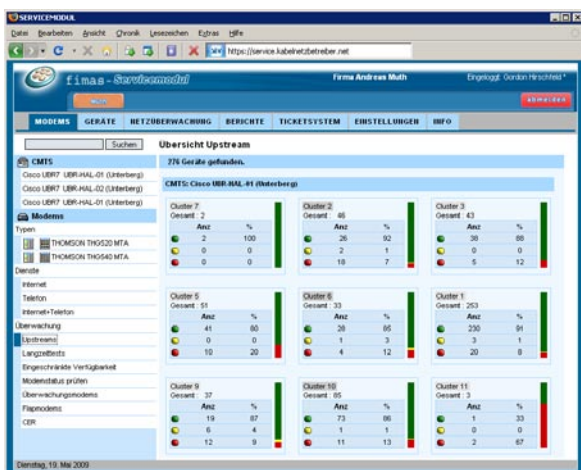 SERVICEMODUL
Datei Bearbeiten Ansicht Chronik Lesezeichen Extras Hilfe
https://service.kabelnetzbetreiber.net
fimas - Servicemodul
Firma Andreas Muth
Eingeloggt: Gordon Hirschfeld
abmelden
MODEMS GERÄTE NETZÜBERWACHUNG BERICHTE TICKETSYSTEM EINSTELLUNGEN INFO
Suchen
CMTS
Cisco UBR7 UBR-HAL-01 (Unterberg)
Cisco UBR7 UBR-HAL-02 (Unterberg)
Cisco UBR7 UBR-HAL-01 (Unterberg)
Modems
Typen
THOMSON THG520 MTA
THOMSON THG540 MTA
Dienste
Internet
Telefon
Internet+Telefon
Überwachung
Upstreams
Langzeittests
Eingeschränkte Verfügbarkeit
Modemstatus prüfen
Überwachungsmodems
Flapmodems
CER
Übersicht Upstream
276 Geräte gefunden.
CMTS: Cisco UBR-HAL-01 (Unterberg)
Cluster 7
Gesamt : 2
Anz %
2 100
0 0
0 0
Cluster 2
Gesamt : 46
Anz %
26 92
2 1
18 7
Cluster 3
Gesamt : 43
Anz %
38 88
0 0
5 12
Cluster 5
Gesamt : 51
Anz %
41 80
0 0
10 20
Cluster 6
Gesamt : 33
Anz %
28 85
1 3
4 12
Cluster 1
Gesamt : 253
Anz %
230 91
3 1
20 8
Cluster 9
Gesamt : 37
Anz %
19 87
6 4
12 9
Cluster 10
Gesamt : 85
Anz %
73 86
1 1
11 13
Cluster 11
Gesamt : 3
Anz %
1 33
0 0
2 67
Dienstag, 19. Mai 2009